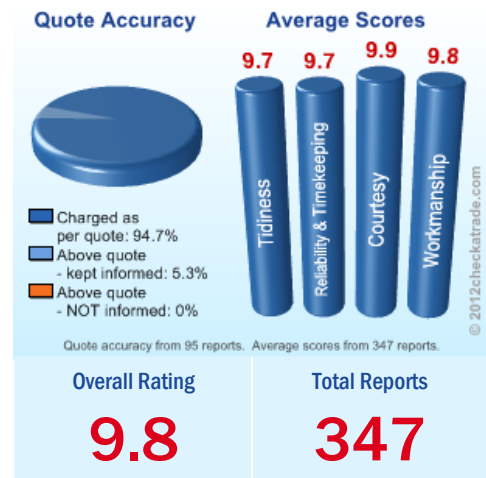 Quote Accuracy
Charged as
per quote: 94.7%
Above quote
- kept informed: 5.3%
Above quote
- NOT informed: 0%
Average Scores
9.7
9.7
9.9
9.8
Tidiness
Reliability & Timekeeping
Courtesy
Workmanship
© 2012checkatrade.com
Quote accuracy from 95 reports. Average scores from 347 reports.
Overall Rating
9.8
Total Reports
347